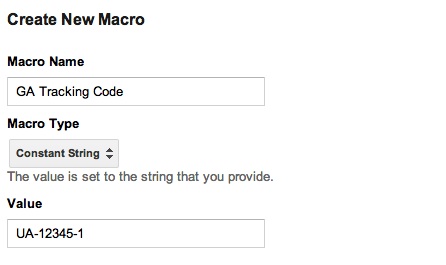 Create New Macro
Macro Name
GA Tracking Code
Macro Type
Constant String
The value is set to the string that you provide.
Value
UA-12345-1